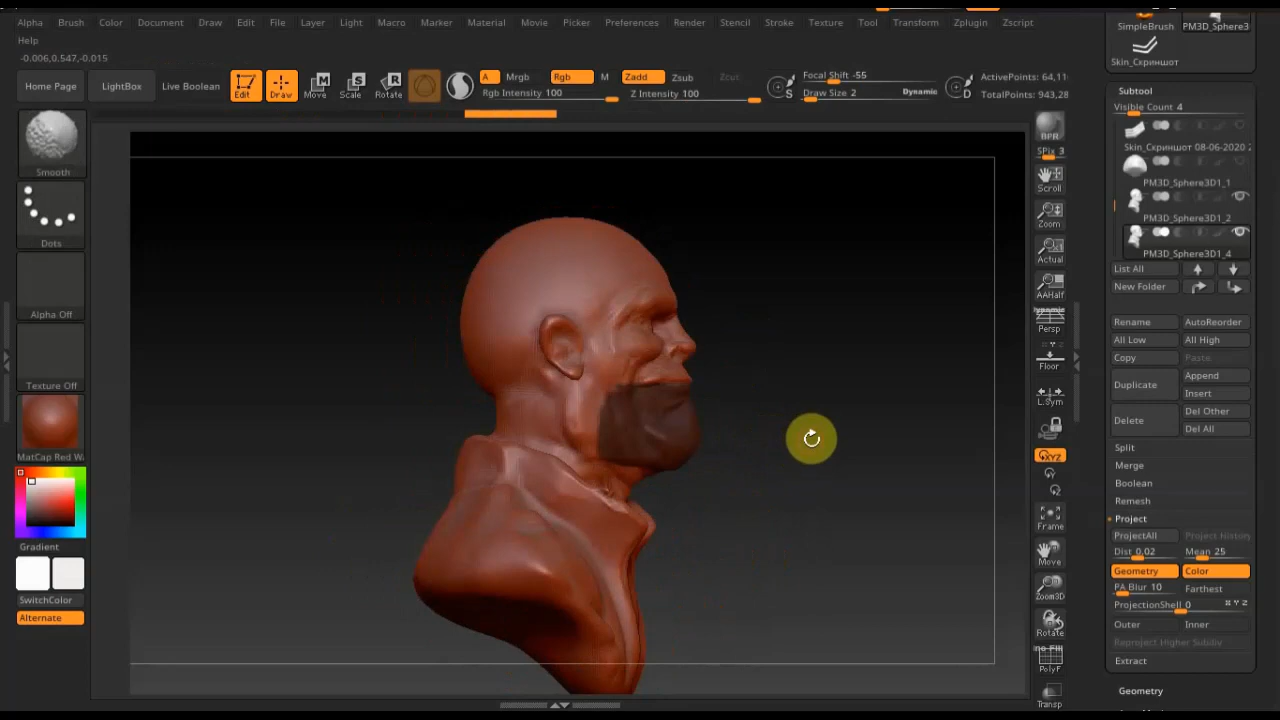 Alpha Brush Color Document Draw Edit File Layer Light Macro Marker Material Movie Picker Preferences Render Stencil Stroke Texture Tool Transform Zplugin Zscript
Help
-0.006,0.547,-0.015
Home Page LightBox Live Boolean Edit Draw Move Scale Rotate
A Mrgb Rgb M Zadd Zsub Zcut
Rgb Intensity 100 Z Intensity 100
Focal Shift -55
Draw Size 2 Dynamic
S D
ActivePoints: 64,11
TotalPoints: 943,28
SimpleBrush PM3D_Sphere3
Skin_Скриншот
Smooth
Dots
Alpha Off
Texture Off
MatCap Red Wa
Gradient
SwitchColor
Alternate
BPR
SPix 3
Scroll
Zoom
Actual
AAHalf
Dynamic
Persp
Floor
L.Sym
XYZ
Y
Z
Frame
Move
Zoom3D
Rotate
PolyF
Transp
Subtool
Visible Count 4
Skin_Скриншот 08-06-2020 2
PM3D_Sphere3D1_1
PM3D_Sphere3D1_2
PM3D_Sphere3D1_4
List All
New Folder
Rename AutoReorder
All Low All High
Copy Paste
Duplicate Append
Insert
Delete Del Other
Del All
Split
Merge
Boolean
Remesh
Project
ProjectAll Project History
Dist 0.02 Mean 25
Geometry Color
PA Blur 10 Farthest
ProjectionShell 0 X Y Z
Outer Inner
Reproject Higher Subdiv
Extract
Geometry